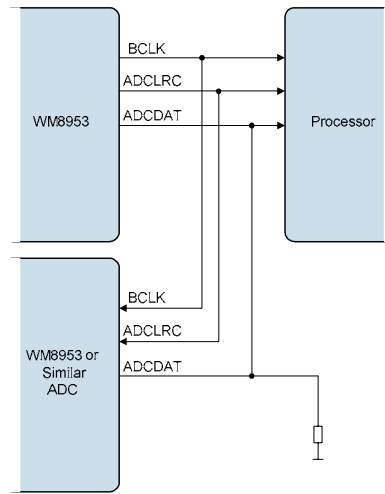 BCLK
ADCLRC
ADCDAT
WM8953
Processor
BCLK
ADCLRC
ADCDAT
WM8953 or
Similar
ADC